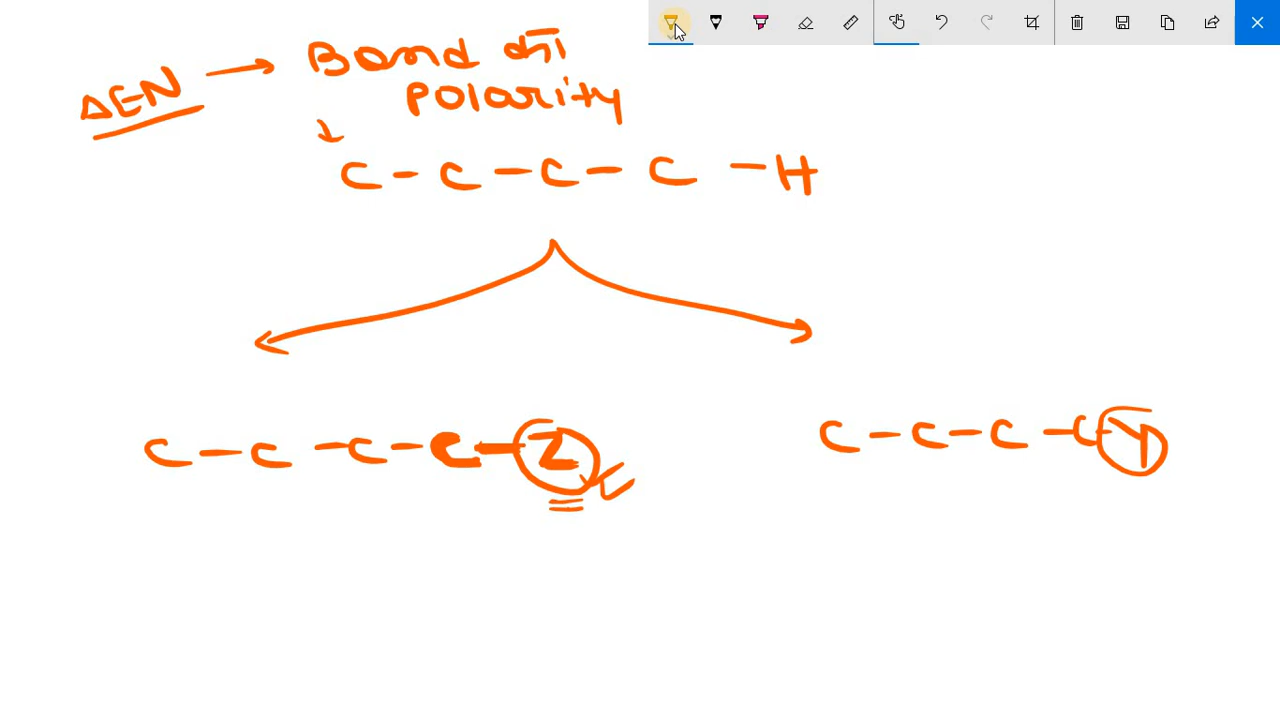 ΔEN → Bond की
polarity
C - C - C - C - H
C - C - C - C - Z
C - C - C - C - Y